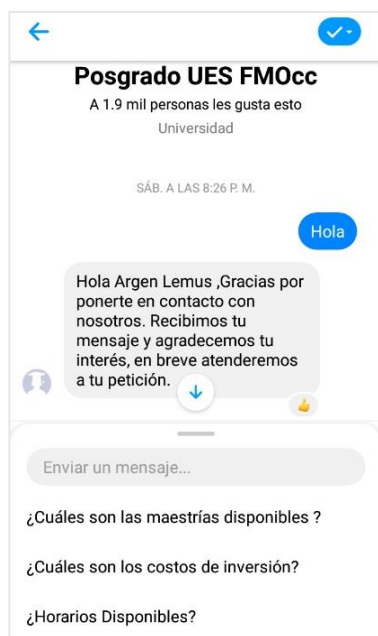 Posgrado UES FMOcc
A 1.9 mil personas les gusta esto
Universidad
SÁB. A LAS 8:26 P. M.
Hola
Hola Argen Lemus ,Gracias por
ponerte en contacto con
nosotros. Recibimos tu
mensaje y agradecemos tu
interés, en breve atenderemos
a tu petición.
Enviar un mensaje...
¿Cuáles son las maestrías disponibles ?
¿Cuáles son los costos de inversión?
¿Horarios Disponibles?